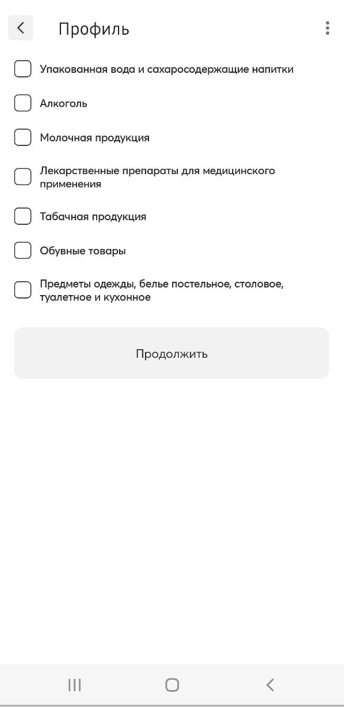 Профиль
Упакованная вода и сахаросодержащие напитки
Алкоголь
Молочная продукция
Лекарственные препараты для медицинского
применения
Табачная продукция
Обувные товары
Предметы одежды, белье постельное, столовое,
туалетное и кухонное
Продолжить